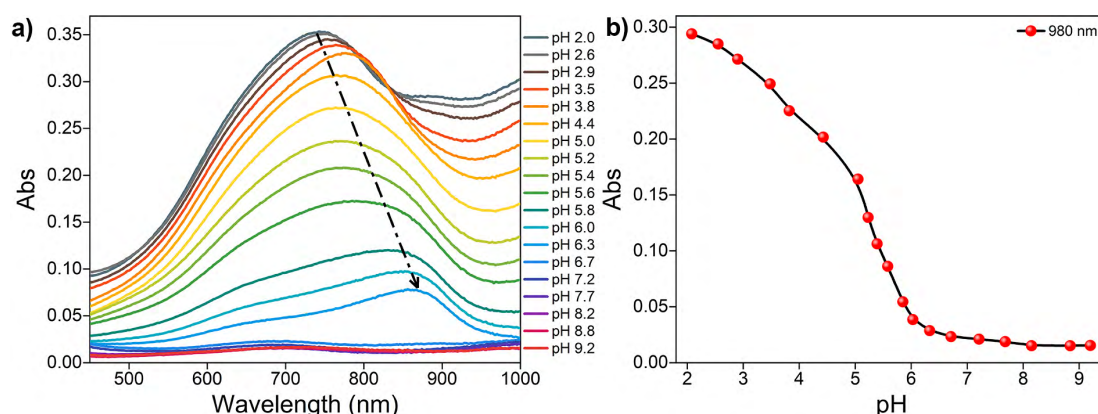 a)
Abs
0.35
0.30
0.25
0.20
0.15
0.10
0.05
0.00
500 600 700 800 900 1000
Wavelength (nm)
pH 2.0
pH 2.6
pH 2.9
pH 3.5
pH 3.8
pH 4.4
pH 5.0
pH 5.2
pH 5.4
pH 5.6
pH 5.8
pH 6.0
pH 6.3
pH 6.7
pH 7.2
pH 7.7
pH 8.2
pH 8.8
pH 9.2
b)
Abs
0.30
0.25
0.20
0.15
0.10
0.05
0.00
2 3 4 5 6 7 8 9
pH
980 nm